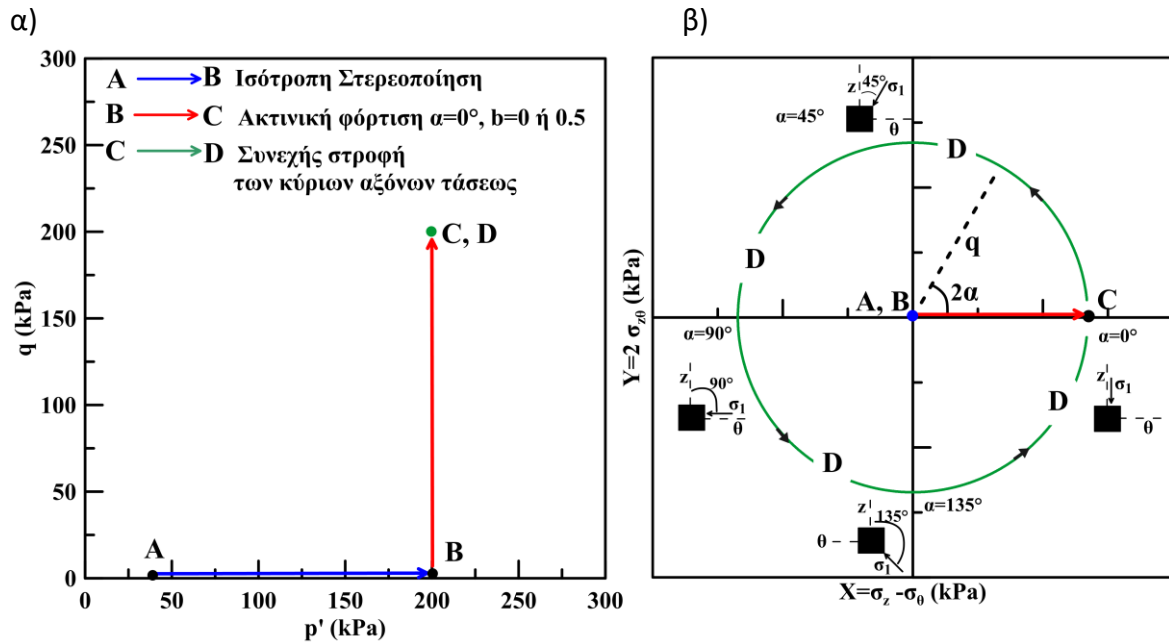 α)
300
250
200
150
100
50
0
q (kPa)
A B Ισότροπη Στερεοποίηση
B C Ακτινική φόρτιση α=0°, b=0 ή 0.5
C D Συνεχής στροφή
των κύριων αξόνων τάσεως
C, D
A
B
0 50 100 150 200 250 300
p' (kPa)
β)
z 45° σ₁
α=45°
θ
D
D
q
2α
A, B
C
α=90°
α=0°
Y=2 σzθ (kPa)
z 90°
σ₁
θ
z σ₁
θ
D
D
α=135°
z 135°
θ
σ₁
X=σz -σθ (kPa)